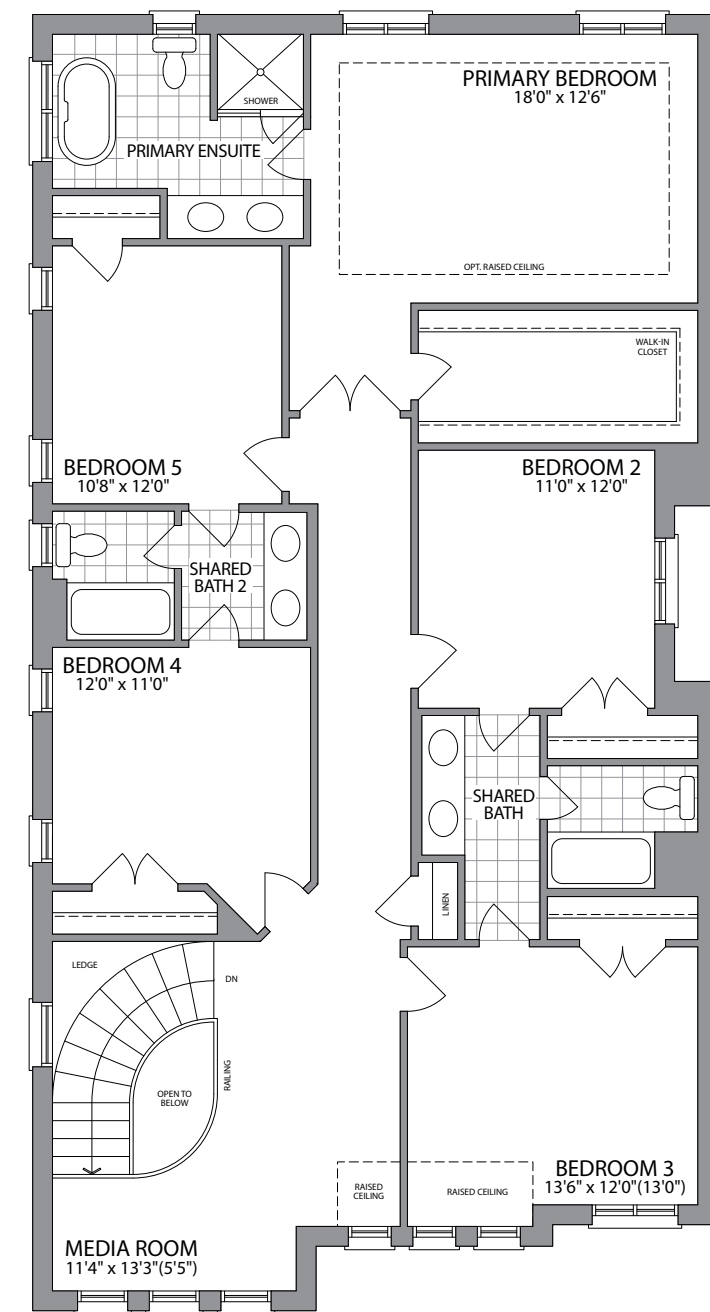 PRIMARY BEDROOM
18'0" x 12'6"
SHOWER
PRIMARY ENSUITE
OPT. RAISED CEILING
WALK-IN
CLOSET
BEDROOM 5
10'8" x 12'0"
BEDROOM 2
11'0" x 12'0"
SHARED
BATH 2
BEDROOM 4
12'0" x 11'0"
SHARED
BATH
LINEN
LEDGE
DN
RAILING
OPEN TO
BELOW
RAISED
CEILING
RAISED CEILING
BEDROOM 3
13'6" x 12'0"(13'0")
MEDIA ROOM
11'4" x 13'3"(5'5")